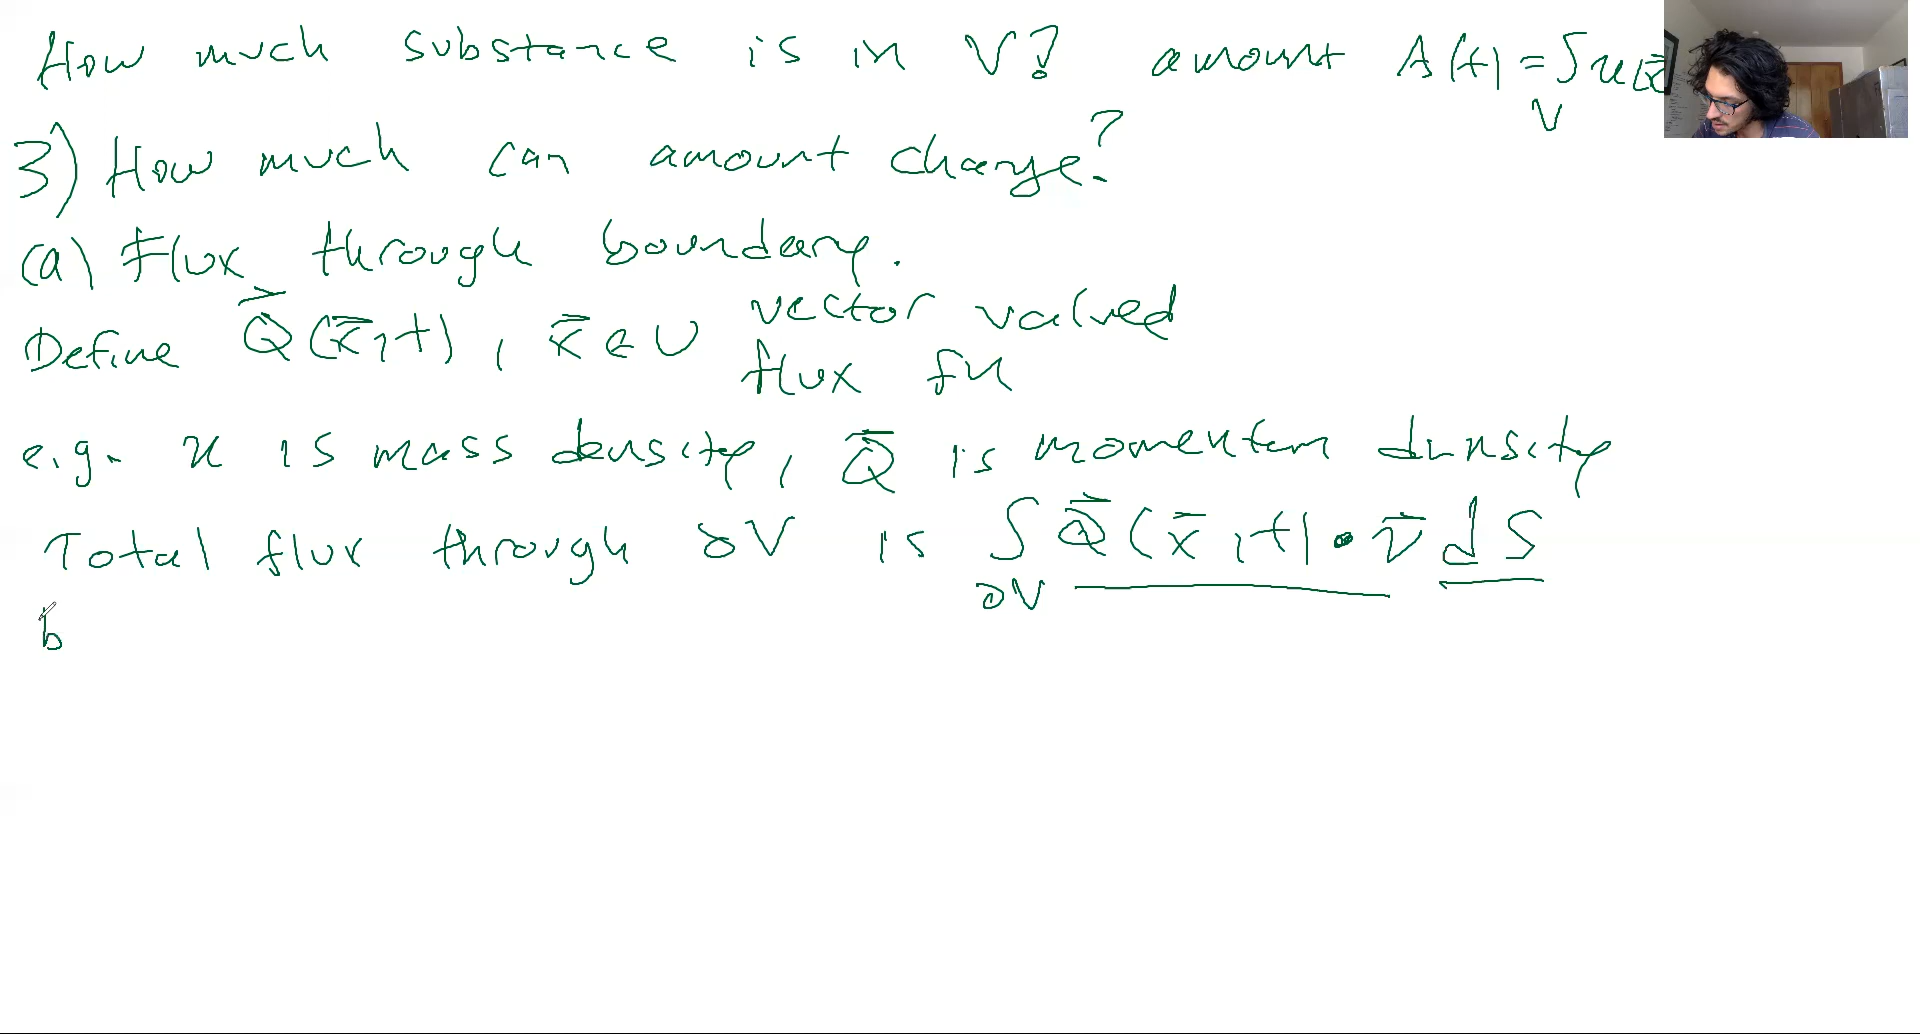 How much substance is in V? amount A(t) = ∫_V u(x⃗
3) How much can amount change?
(a) Flux through boundary.
Define Q⃗(x⃗,t), x⃗ ∈ U vector valued
flux fn
e.g. u is mass density, Q⃗ is momentum density
Total flux through ∂V is ∫_∂V Q⃗(x⃗,t) • ν⃗ dS
b